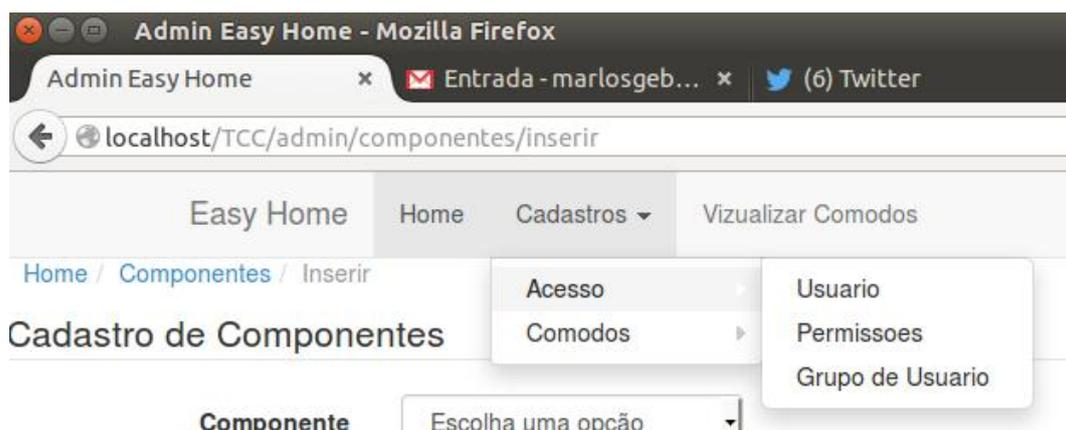 Admin Easy Home - Mozilla Firefox
Admin Easy Home × Entrada - marlosgeb... × (6) Twitter
localhost/TCC/admin/componentes/inserir
Easy Home Home Cadastros Vizualizar Comodos
Home / Componentes / Inserir
Acesso
Comodos
Usuario
Permissoes
Grupo de Usuario
Cadastro de Componentes
Componente Escolha uma opção